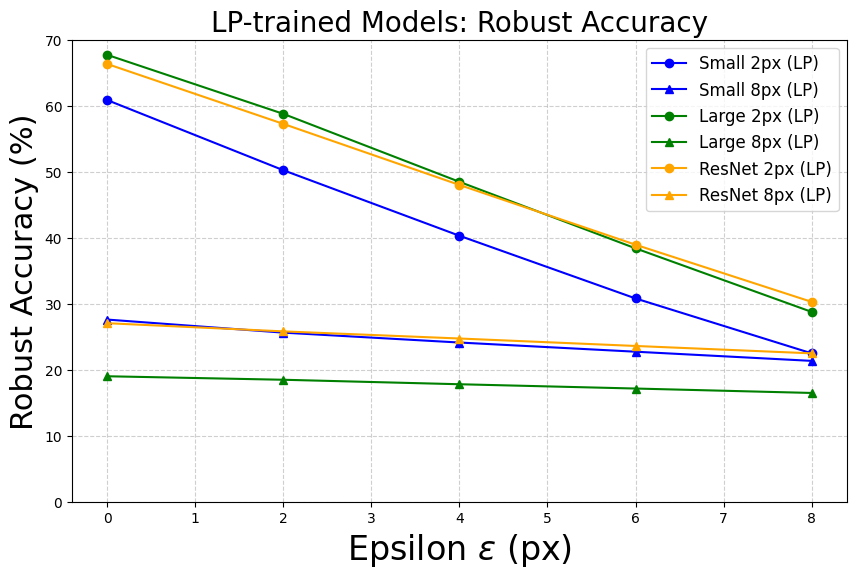 LP-trained Models: Robust Accuracy
Robust Accuracy (%)
70
60
50
40
30
20
10
0
Small 2px (LP)
Small 8px (LP)
Large 2px (LP)
Large 8px (LP)
ResNet 2px (LP)
ResNet 8px (LP)
0 1 2 3 4 5 6 7 8
Epsilon ε (px)